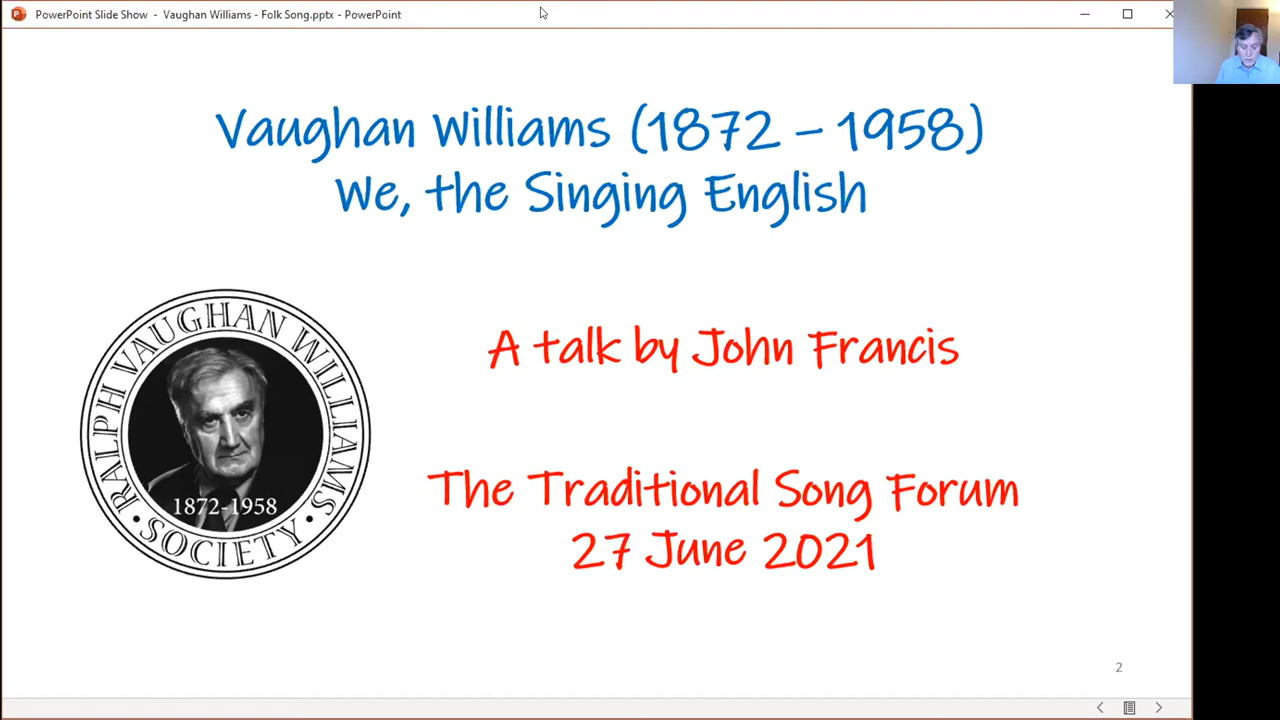 PowerPoint Slide Show - Vaughan Williams - Folk Song.pptx - PowerPoint
Vaughan Williams (1872 – 1958)
We, the Singing English
RALPH VAUGHAN WILLIAMS
1872-1958
• SOCIETY •
A talk by John Francis
The Traditional Song Forum
27 June 2021
2